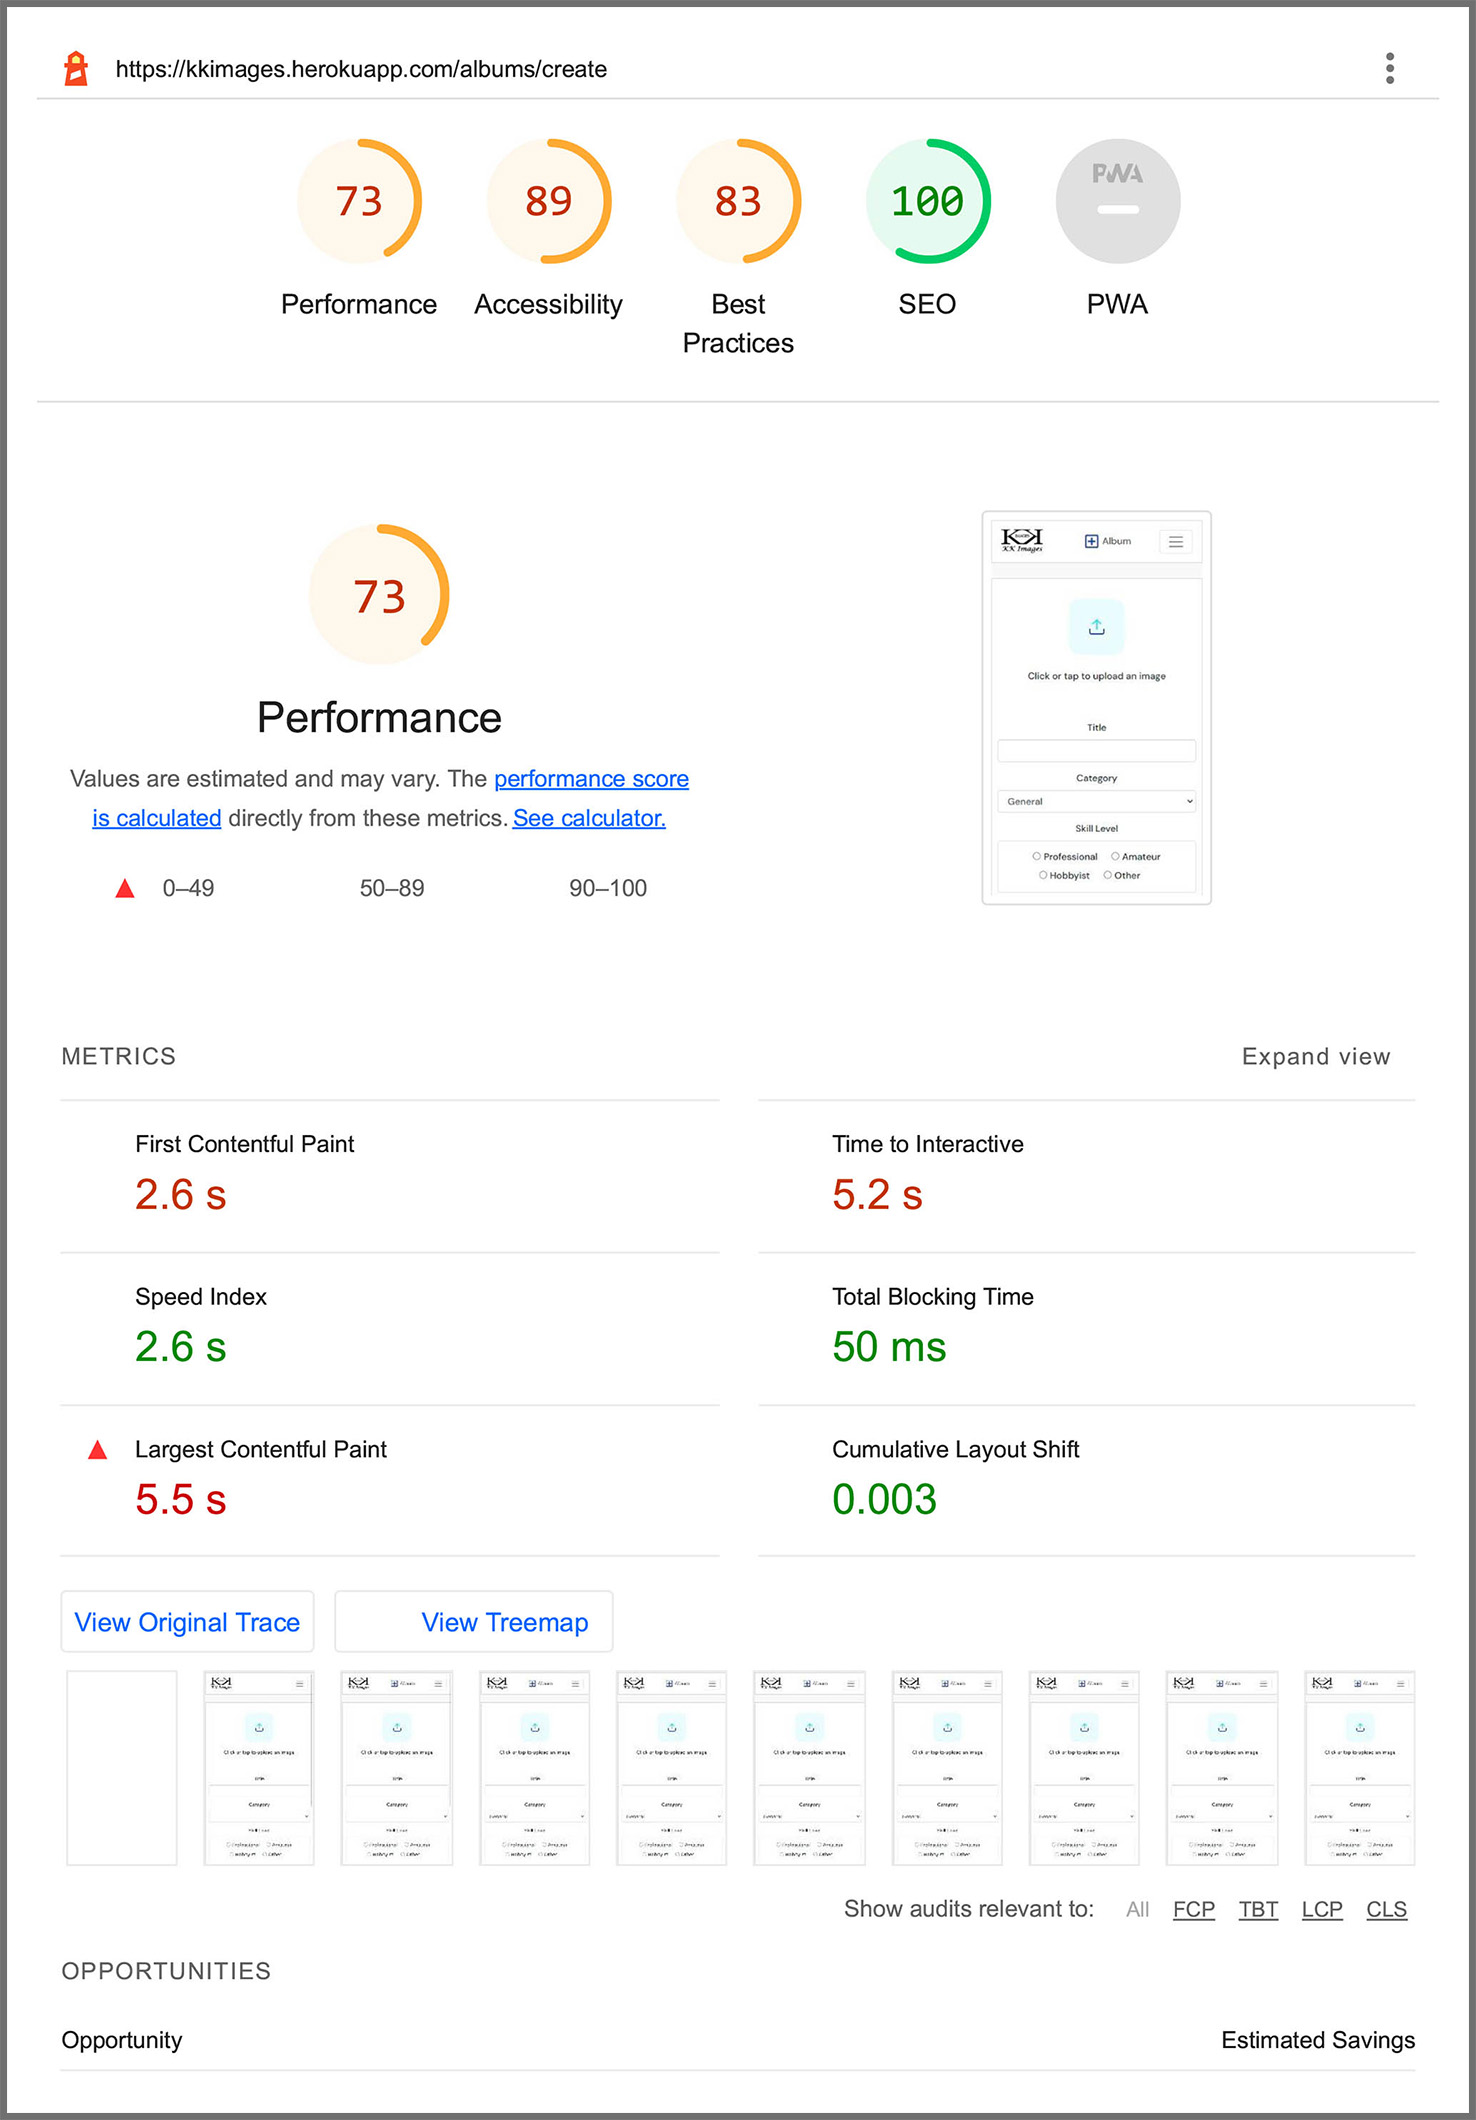 https://kkimages.herokuapp.com/albums/create
73
89
83
100
PWA
Performance
Accessibility
Best
Practices
SEO
PWA
73
Performance
Values are estimated and may vary. The performance score
is calculated directly from these metrics. See calculator.
0–49
50–89
90–100
KK Images
Album
Click or tap to upload an image
Title
Category
General
Skill Level
Professional
Amateur
Hobbyist
Other
METRICS
Expand view
First Contentful Paint
2.6 s
Time to Interactive
5.2 s
Speed Index
2.6 s
Total Blocking Time
50 ms
Largest Contentful Paint
5.5 s
Cumulative Layout Shift
0.003
View Original Trace
View Treemap
Show audits relevant to: All FCP TBT LCP CLS
OPPORTUNITIES
Opportunity
Estimated Savings